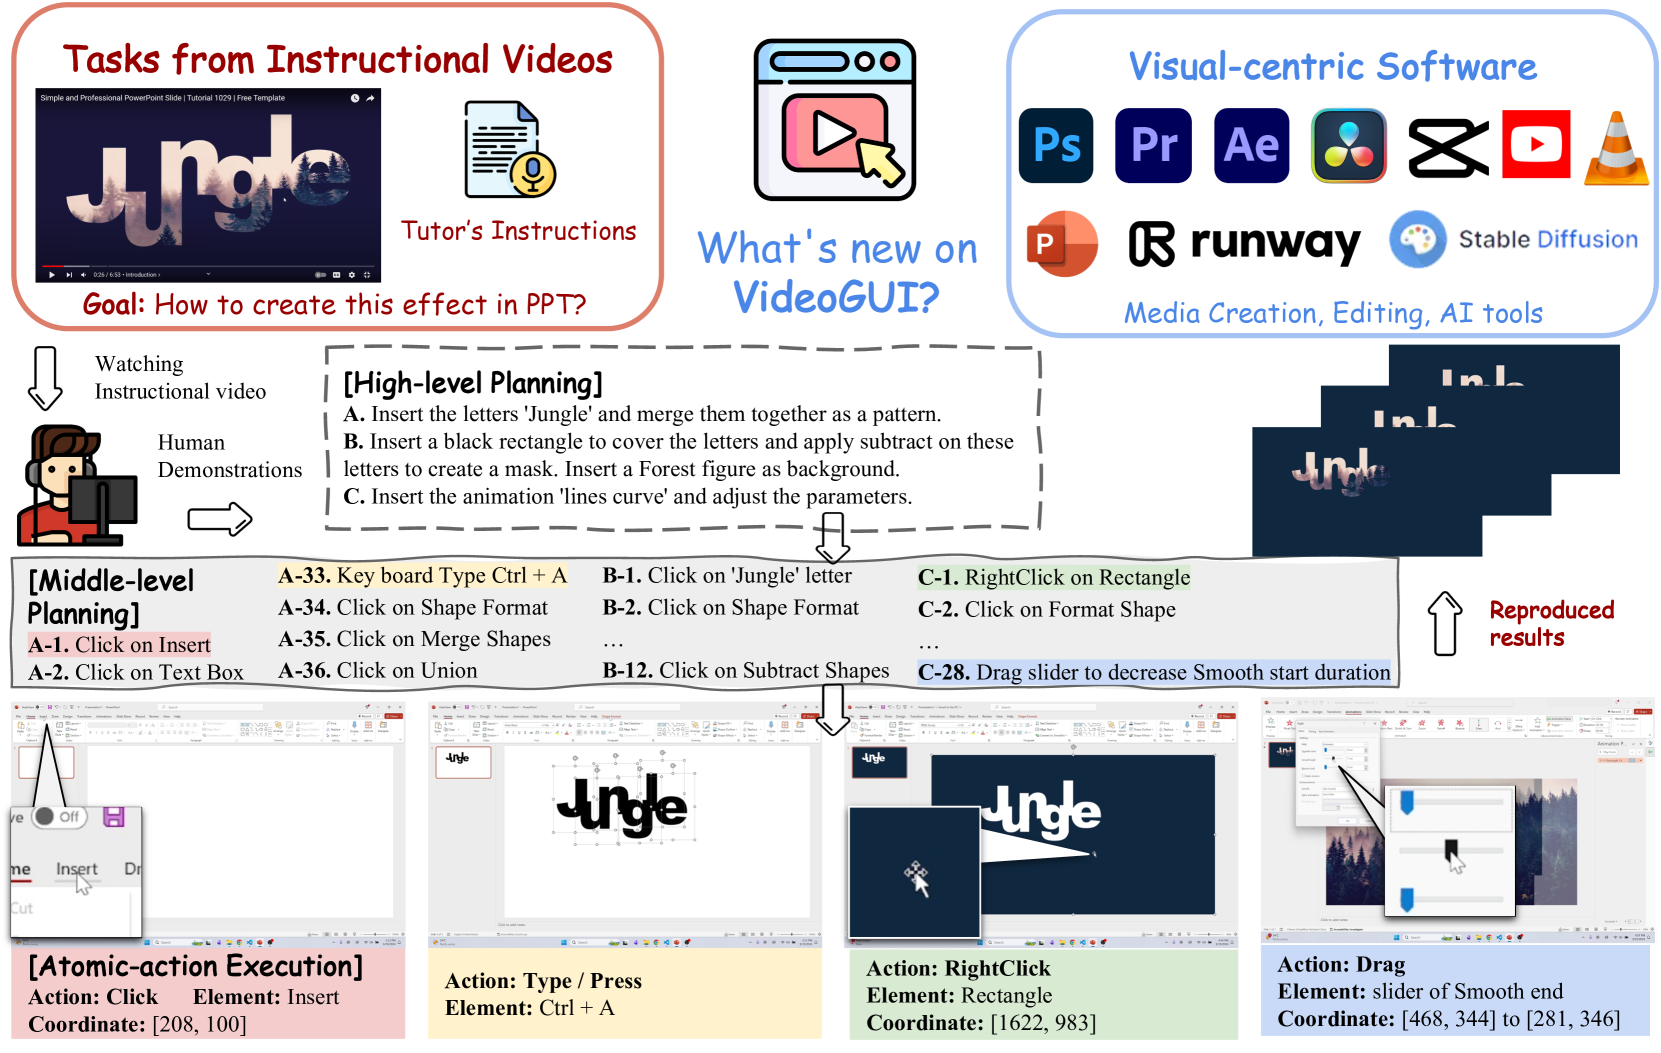 Tasks from Instructional Videos
Simple and Professional PowerPoint Slide | Tutorial 1029 | Free Template
Jungle
0:26 / 6:53 • Introduction ›
Tutor's Instructions
Goal: How to create this effect in PPT?
What's new on
VideoGUI?
Visual-centric Software
Ps
Pr
Ae
P
runway
Stable Diffusion
Media Creation, Editing, AI tools
Watching
Instructional video
Human
Demonstrations
[High-level Planning]
A. Insert the letters 'Jungle' and merge them together as a pattern.
B. Insert a black rectangle to cover the letters and apply subtract on these
letters to create a mask. Insert a Forest figure as background.
C. Insert the animation 'lines curve' and adjust the parameters.
Jungle
Reproduced
results
[Middle-level
Planning]
A-1. Click on Insert
A-2. Click on Text Box
A-33. Key board Type Ctrl + A
A-34. Click on Shape Format
A-35. Click on Merge Shapes
A-36. Click on Union
B-1. Click on 'Jungle' letter
B-2. Click on Shape Format
...
B-12. Click on Subtract Shapes
C-1. RightClick on Rectangle
C-2. Click on Format Shape
...
C-28. Drag slider to decrease Smooth start duration
ve Off
me Insert Dr
Cut
Jungle
Jungle
Jungle
Jungle
[Atomic-action Execution]
Action: Click Element: Insert
Coordinate: [208, 100]
Action: Type / Press
Element: Ctrl + A
Action: RightClick
Element: Rectangle
Coordinate: [1622, 983]
Action: Drag
Element: slider of Smooth end
Coordinate: [468, 344] to [281, 346]